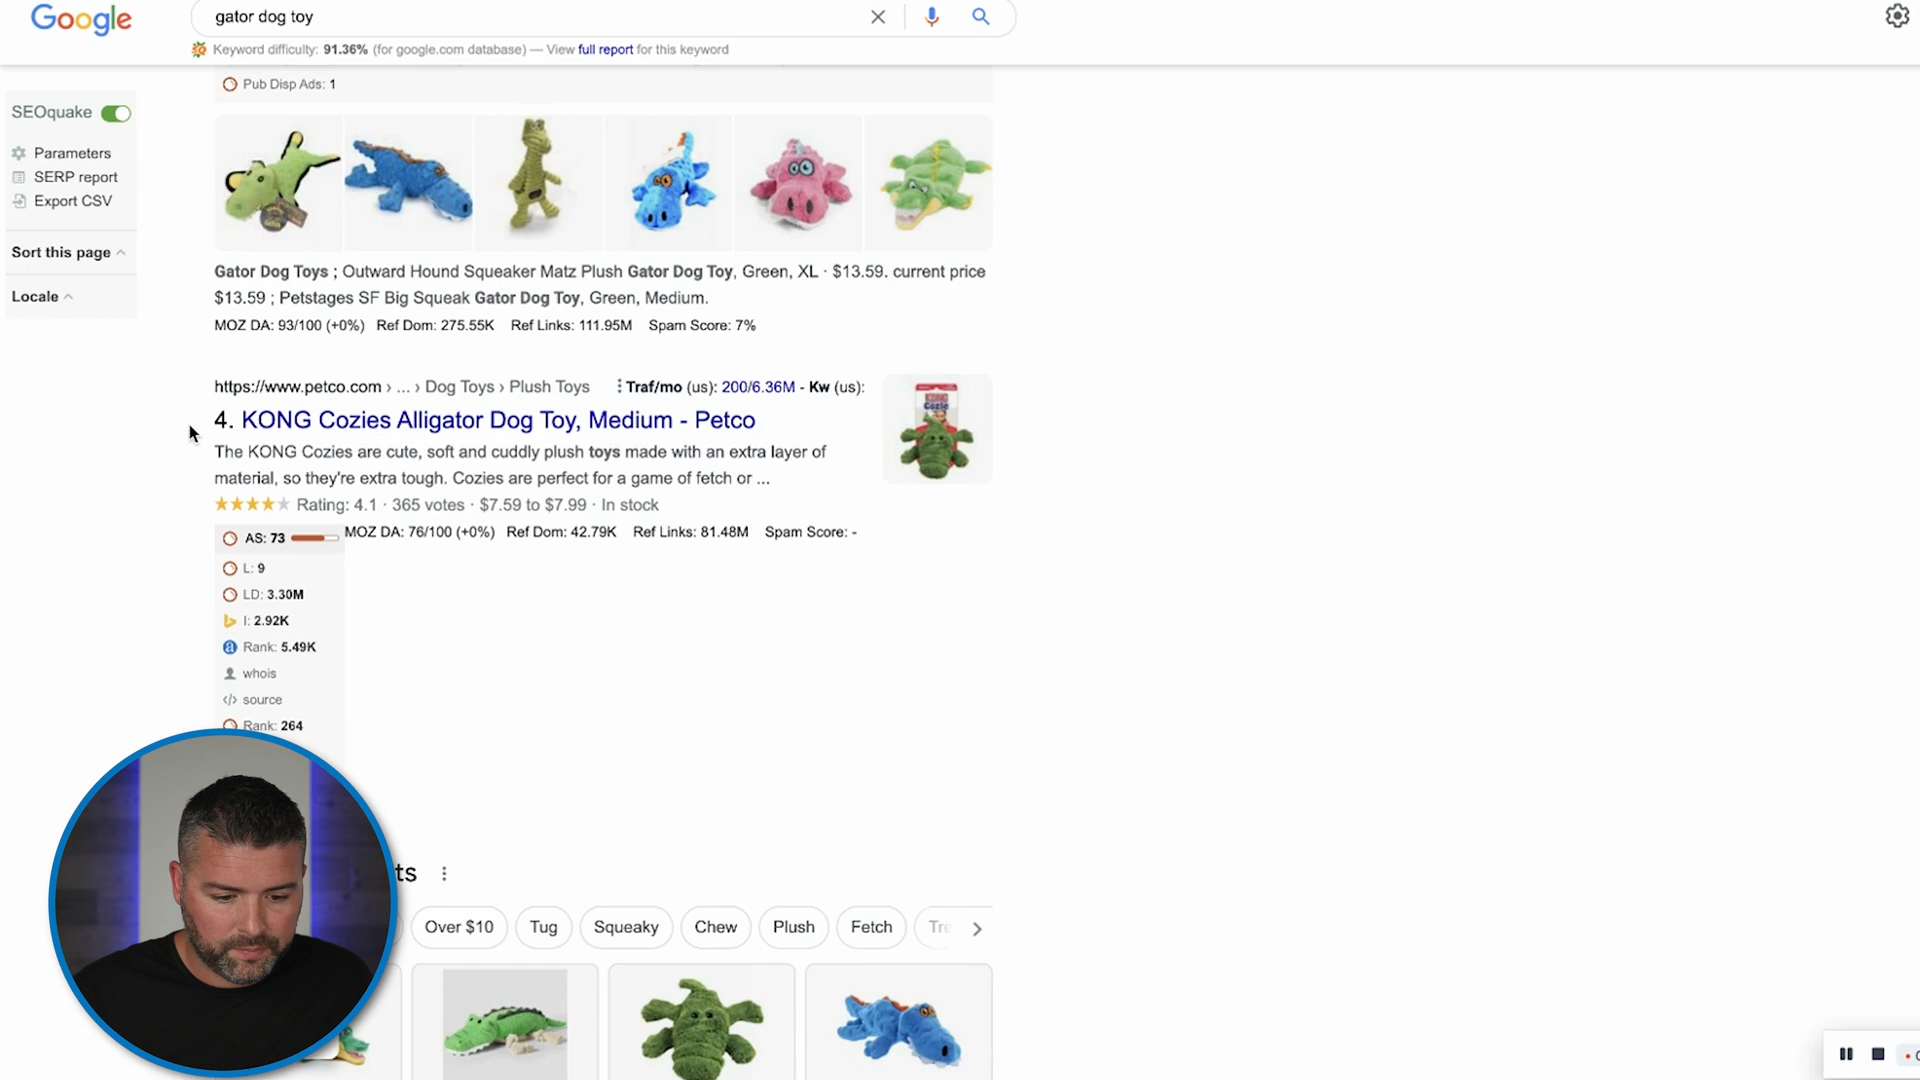 Google
gator dog toy
Keyword difficulty: 91.36% (for google.com database) — View full report for this keyword
Pub Disp Ads: 1
SEOquake
Parameters
SERP report
Export CSV
Sort this page
Locale
Gator Dog Toys ; Outward Hound Squeaker Matz Plush Gator Dog Toy, Green, XL · $13.59. current price
$13.59 ; Petstages SF Big Squeak Gator Dog Toy, Green, Medium.
MOZ DA: 93/100 (+0%) Ref Dom: 275.55K Ref Links: 111.95M Spam Score: 7%
https://www.petco.com › ... › Dog Toys › Plush Toys Traf/mo (us): 200/6.36M - Kw (us):
4. KONG Cozies Alligator Dog Toy, Medium - Petco
The KONG Cozies are cute, soft and cuddly plush toys made with an extra layer of
material, so they're extra tough. Cozies are perfect for a game of fetch or ...
Rating: 4.1 · 365 votes · $7.59 to $7.99 · In stock
MOZ DA: 76/100 (+0%) Ref Dom: 42.79K Ref Links: 81.48M Spam Score: -
AS: 73
L: 9
LD: 3.30M
I: 2.92K
Rank: 5.49K
whois
source
Rank: 264
KONG
Cozie
ts
Over $10
Tug
Squeaky
Chew
Plush
Fetch
Tre